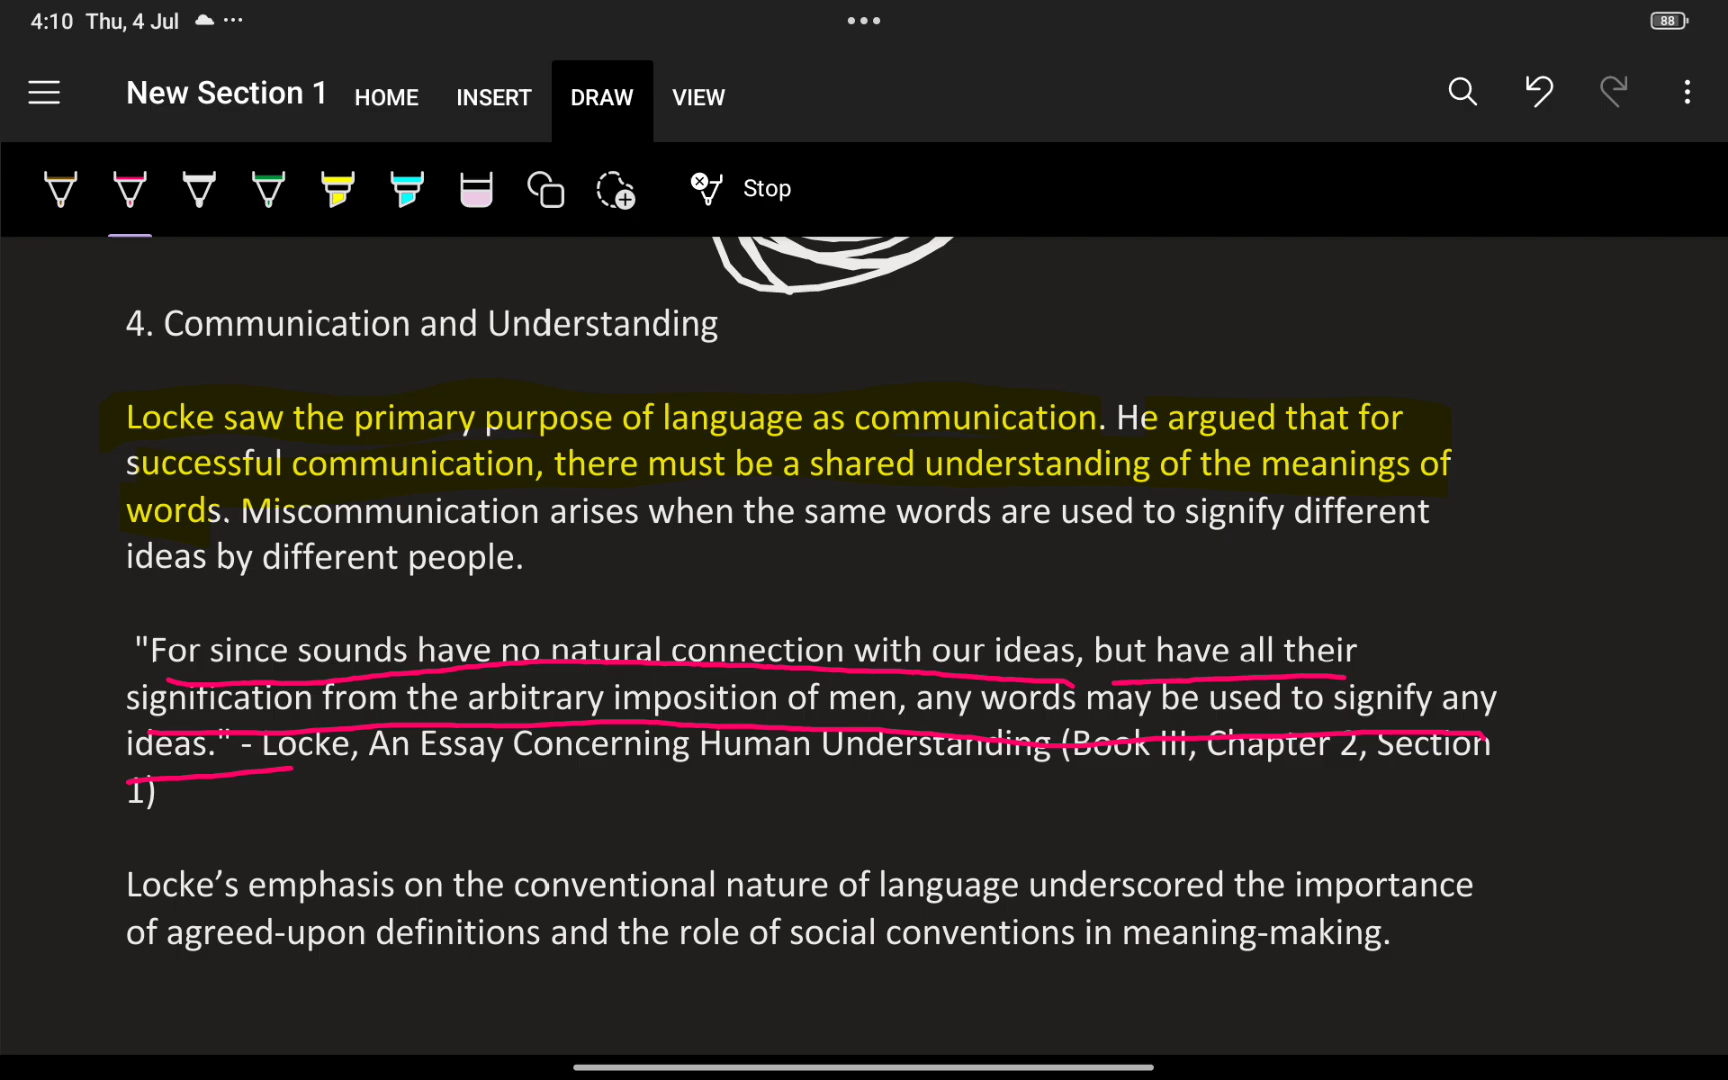 4:10 Thu, 4 Jul
88
New Section 1 HOME INSERT DRAW VIEW
Stop
4. Communication and Understanding
Locke saw the primary purpose of language as communication. He argued that for
successful communication, there must be a shared understanding of the meanings of
words. Miscommunication arises when the same words are used to signify different
ideas by different people.
"For since sounds have no natural connection with our ideas, but have all their
signification from the arbitrary imposition of men, any words may be used to signify any
ideas." - Locke, An Essay Concerning Human Understanding (Book III, Chapter 2, Section
1)
Locke’s emphasis on the conventional nature of language underscored the importance
of agreed-upon definitions and the role of social conventions in meaning-making.